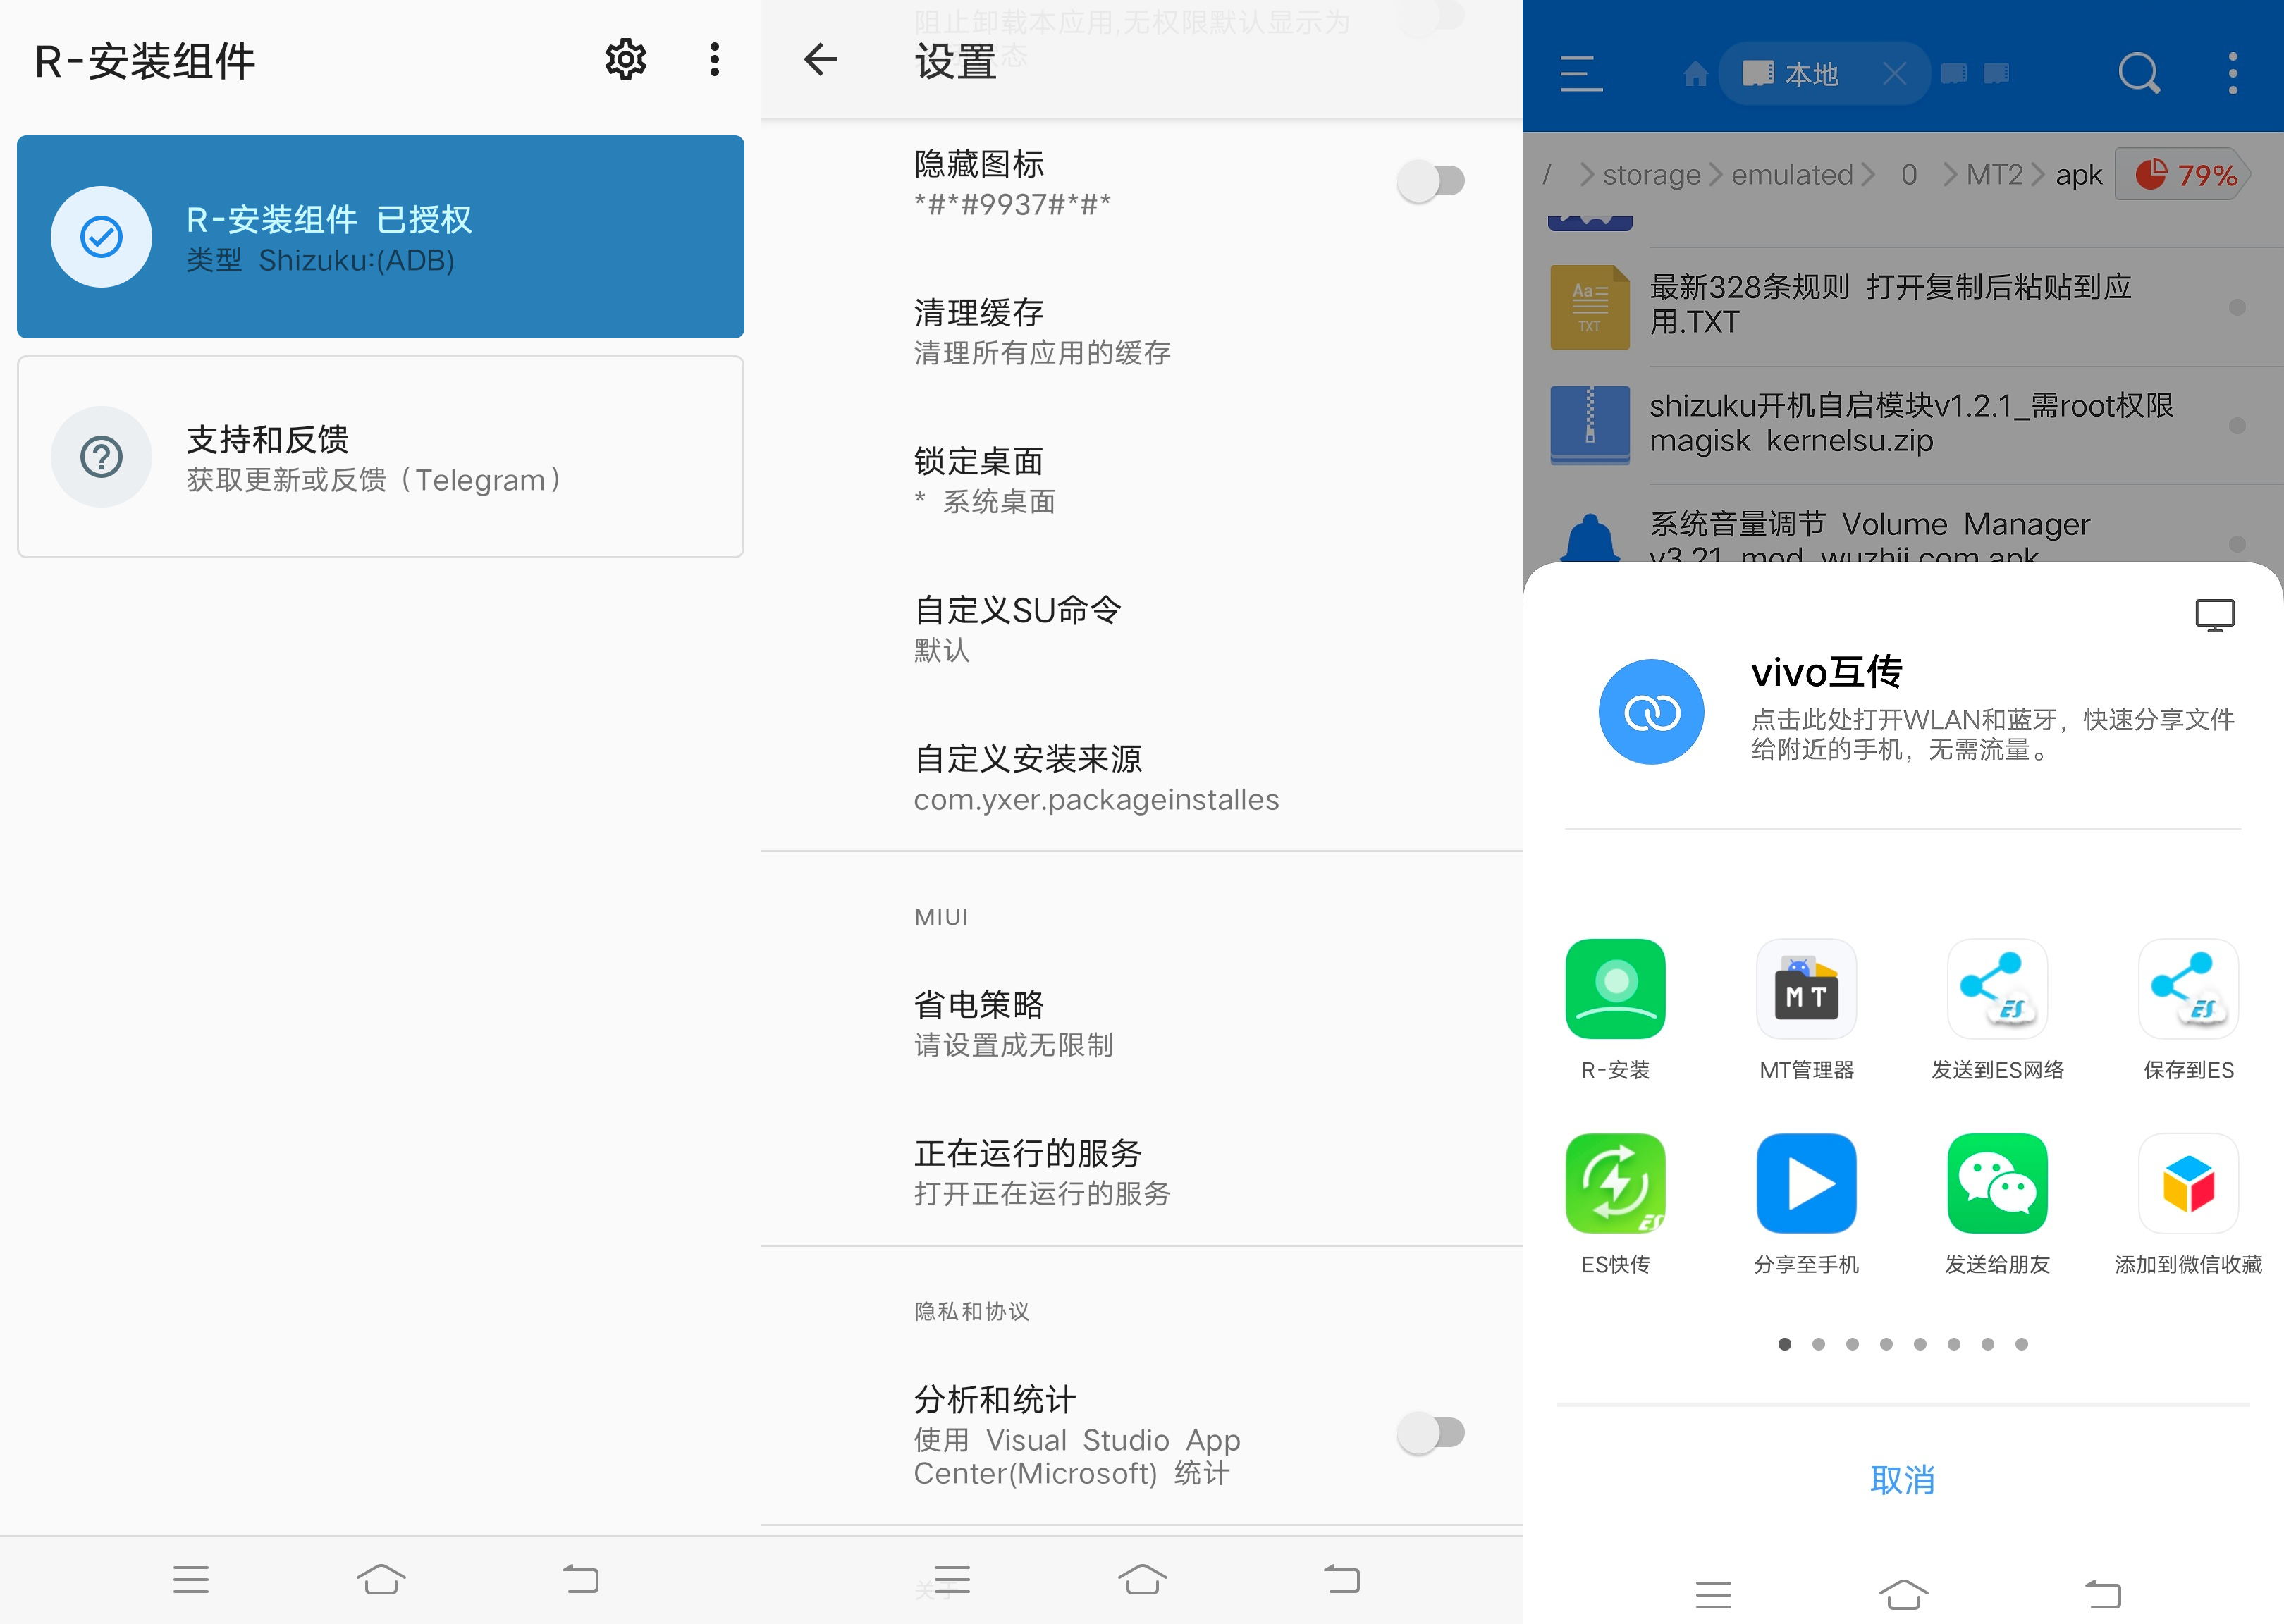 R-安装组件
R-安装组件 已授权
类型 Shizuku:(ADB)
支持和反馈
获取更新或反馈（Telegram）
阻止卸载本应用,无权限默认显示为
态
设置
隐藏图标
*#*#9937#*#*
清理缓存
清理所有应用的缓存
锁定桌面
* 系统桌面
自定义SU命令
默认
自定义安装来源
com.yxer.packageinstalles
MIUI
省电策略
请设置成无限制
正在运行的服务
打开正在运行的服务
隐私和协议
分析和统计
使用 Visual Studio App
Center(Microsoft) 统计
关于
本地
/ storage emulated 0 MT2 apk 79%
最新328条规则 打开复制后粘贴到应
用.TXT
Aa
TXT
shizuku开机自启模块v1.2.1_需root权限
magisk kernelsu.zip
系统音量调节 Volume Manager
v3.21_mod_wuzhii.com.apk
vivo互传
点击此处打开WLAN和蓝牙，快速分享文件
给附近的手机，无需流量。
MT
ES
ES
R-安装
MT管理器
发送到ES网络
保存到ES
ES
ES快传
分享至手机
发送给朋友
添加到微信收藏
取消